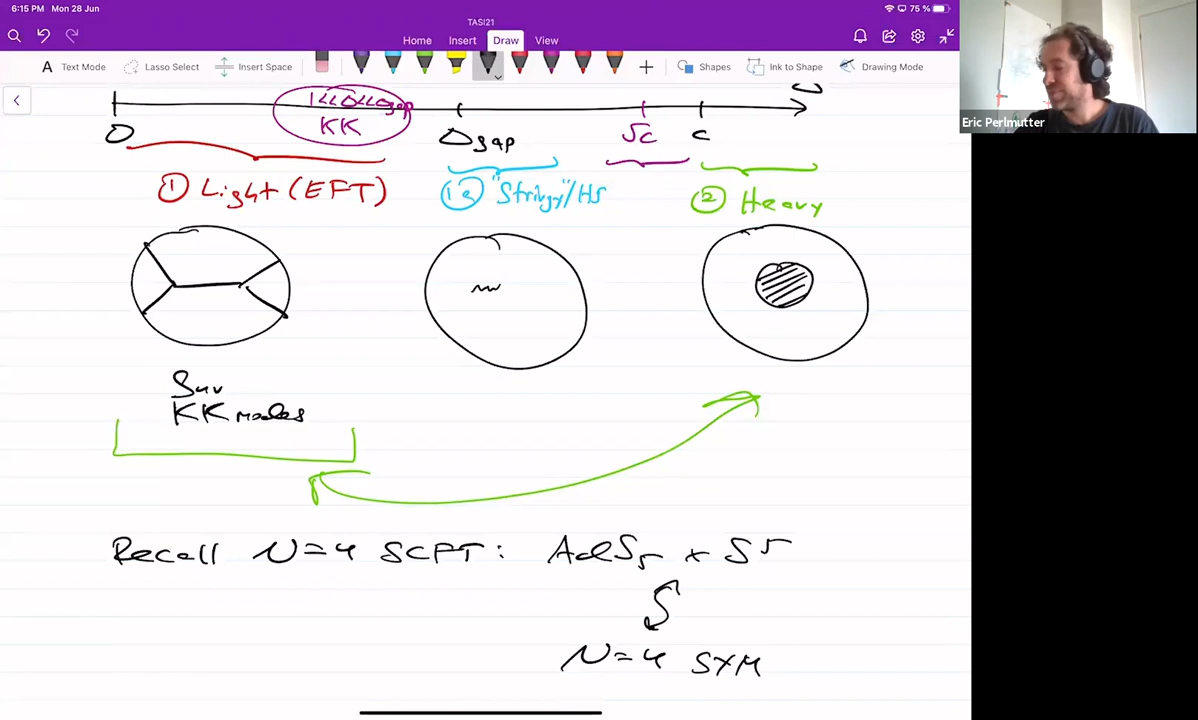 6:15 PM Mon 28 Jun
75 %
TASI21
Home Insert Draw View
A Text Mode Lasso Select Insert Space Shapes Ink to Shape Drawing Mode
Eric Perlmutter
1<<Δ<<Δgap
KK
0 Δgap √c c
① Light (EFT) ①a "Stringy"/HS ② Heavy
KK modes
Recall N=4 SCFT: AdS5 x S5
N=4 SYM